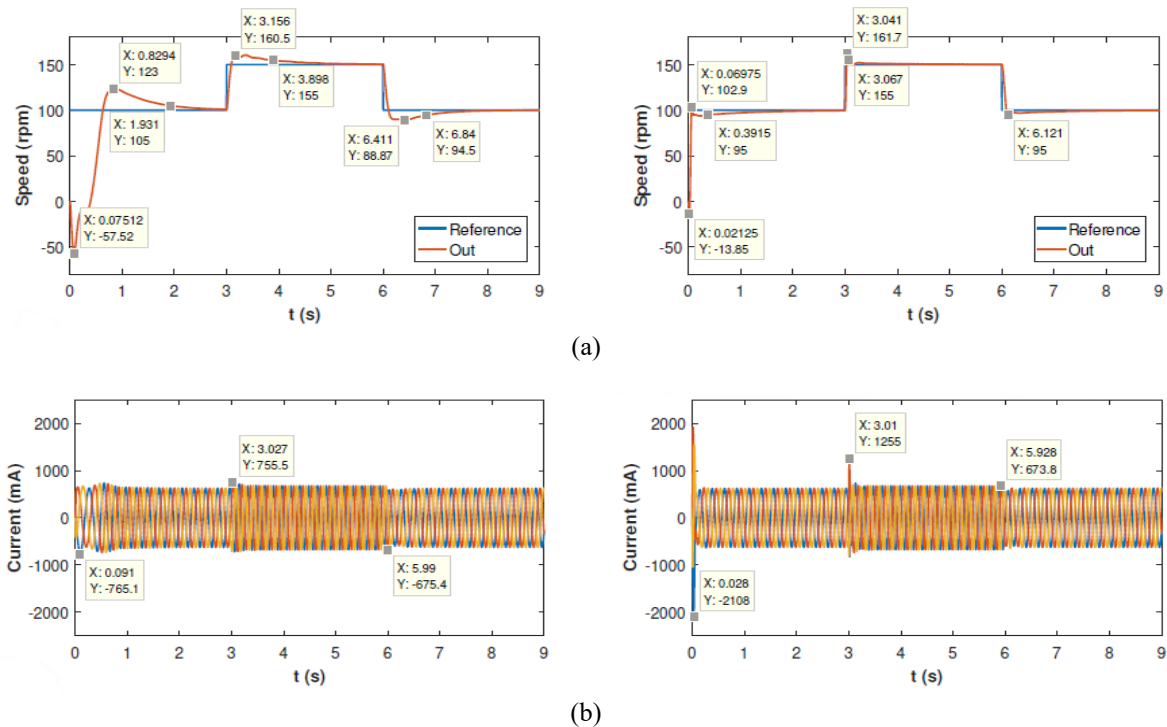 X: 3.156
Y: 160.5
X: 0.8294
Y: 123
X: 3.898
Y: 155
X: 1.931
Y: 105
X: 6.411
Y: 88.87
X: 6.84
Y: 94.5
X: 0.07512
Y: -57.52
Speed (rpm)
150
100
50
0
-50
Reference
Out
0 1 2 3 4 5 6 7 8 9
t (s)
X: 3.041
Y: 161.7
X: 0.06975
Y: 102.9
X: 3.067
Y: 155
X: 0.3915
Y: 95
X: 6.121
Y: 95
X: 0.02125
Y: -13.85
Speed (rpm)
150
100
50
0
-50
Reference
Out
0 1 2 3 4 5 6 7 8 9
t (s)
(a)
Current (mA)
2000
1000
0
-1000
-2000
X: 3.027
Y: 755.5
X: 0.091
Y: -765.1
X: 5.99
Y: -675.4
0 1 2 3 4 5 6 7 8 9
t (s)
Current (mA)
2000
1000
0
-1000
-2000
X: 3.01
Y: 1255
X: 5.928
Y: 673.8
X: 0.028
Y: -2108
0 1 2 3 4 5 6 7 8 9
t (s)
(b)